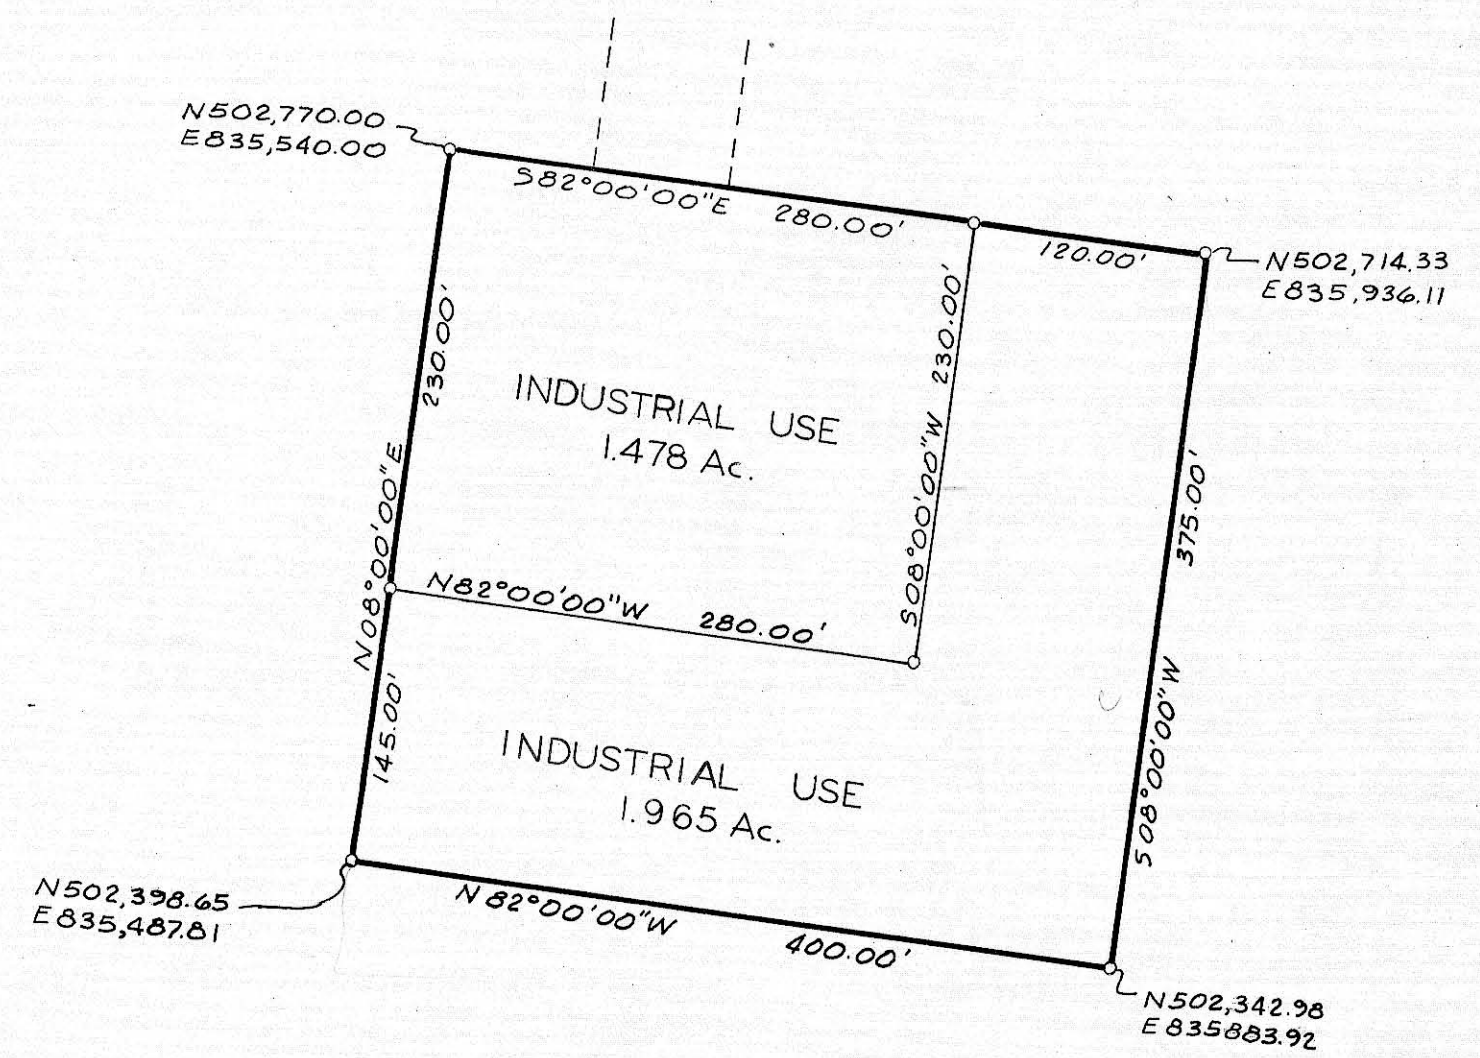 N502,770.00
E835,540.00
S82°00'00"E 280.00'
120.00'
N502,714.33
E835,936.11
230.00'
N08°00'00"E
145.00'
INDUSTRIAL USE
1.478 Ac.
S08°00'00"W 230.00'
375.00'
S08°00'00"W
N82°00'00"W 280.00'
INDUSTRIAL USE
1.965 Ac.
N502,398.65
E835,487.81
N82°00'00"W 400.00'
N502,342.98
E835883.92